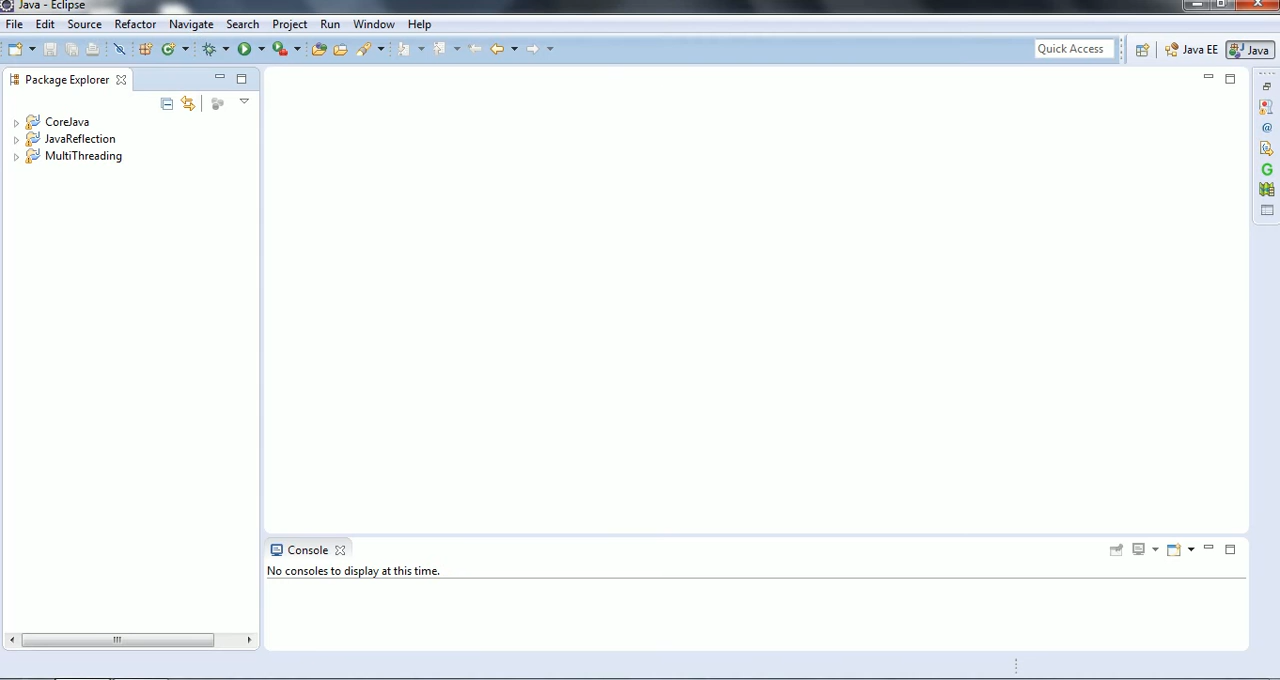 Java - Eclipse
File Edit Source Refactor Navigate Search Project Run Window Help
Quick Access Java EE Java
Package Explorer
CoreJava
JavaReflection
MultiThreading
Console
No consoles to display at this time.